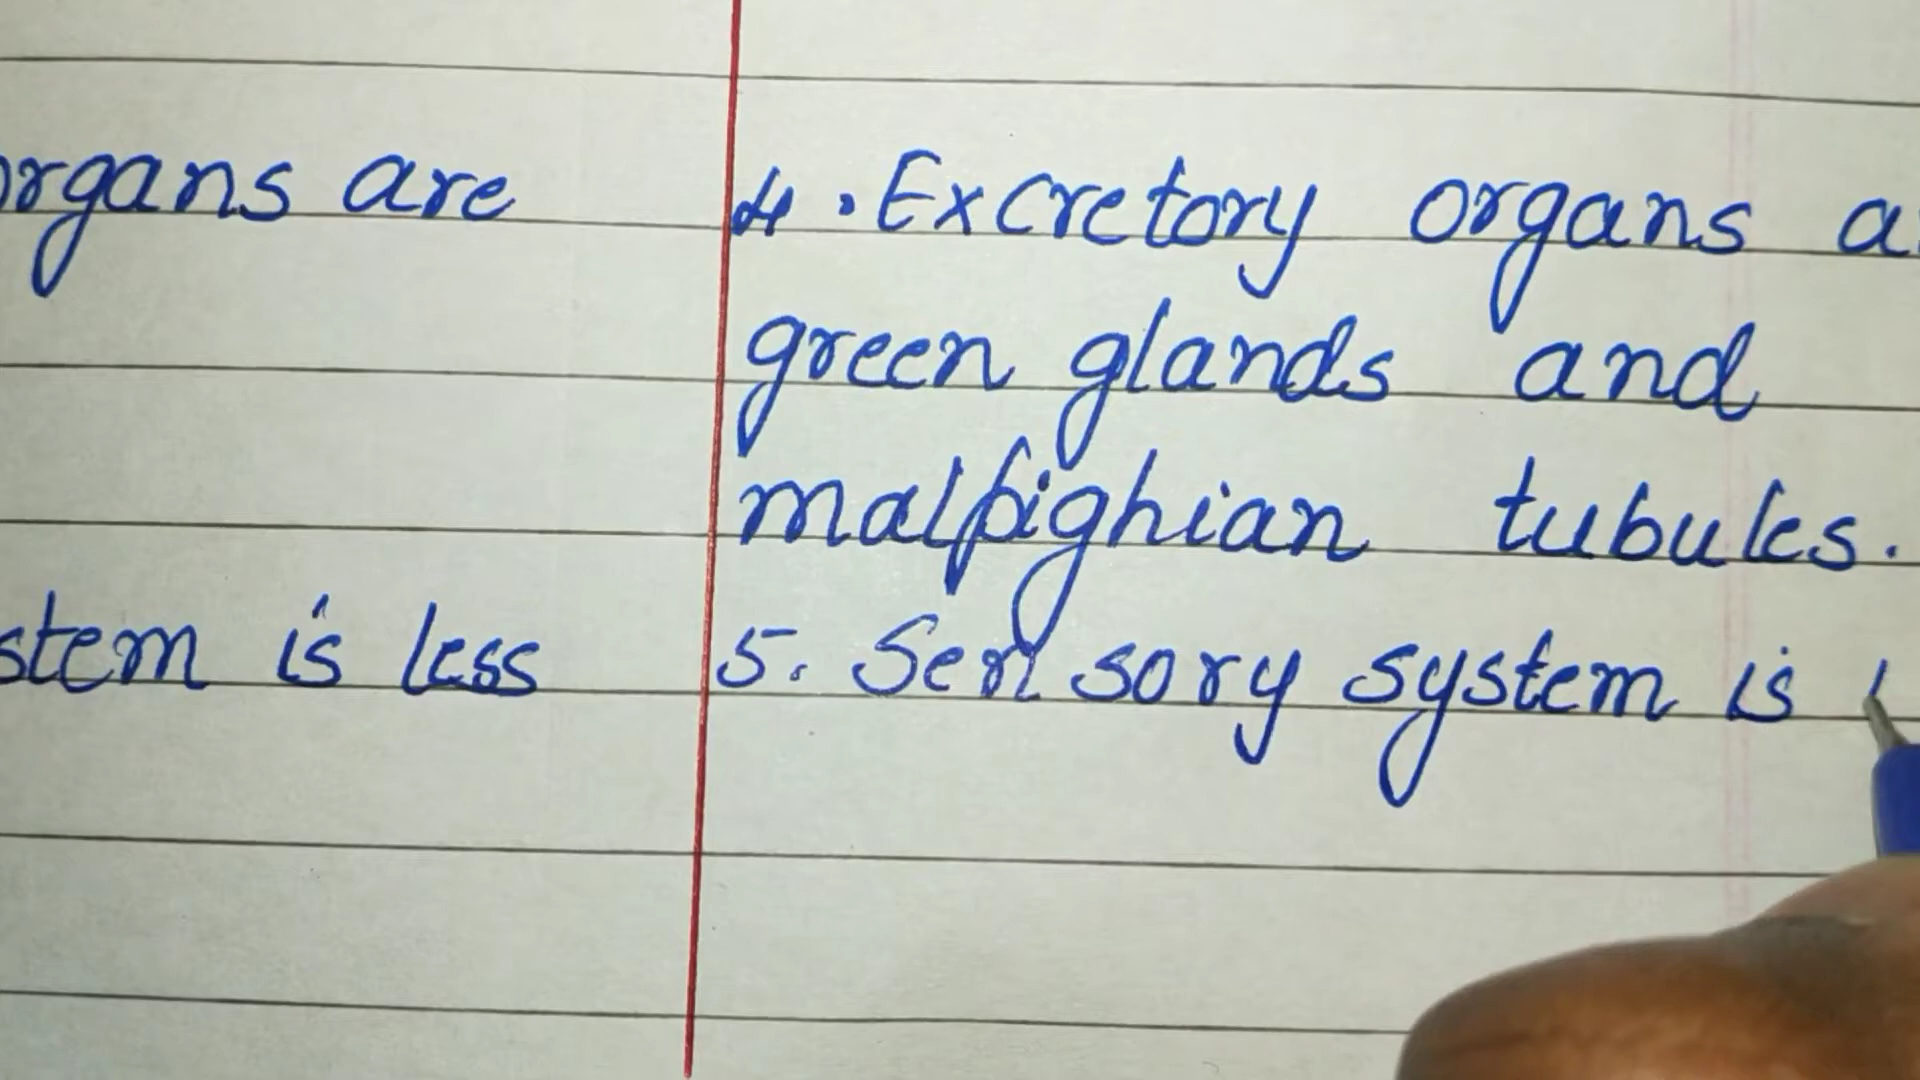 organs are
stem is less
4. Excretory organs a
green glands and
malpighian tubules.
5. Sensory system is